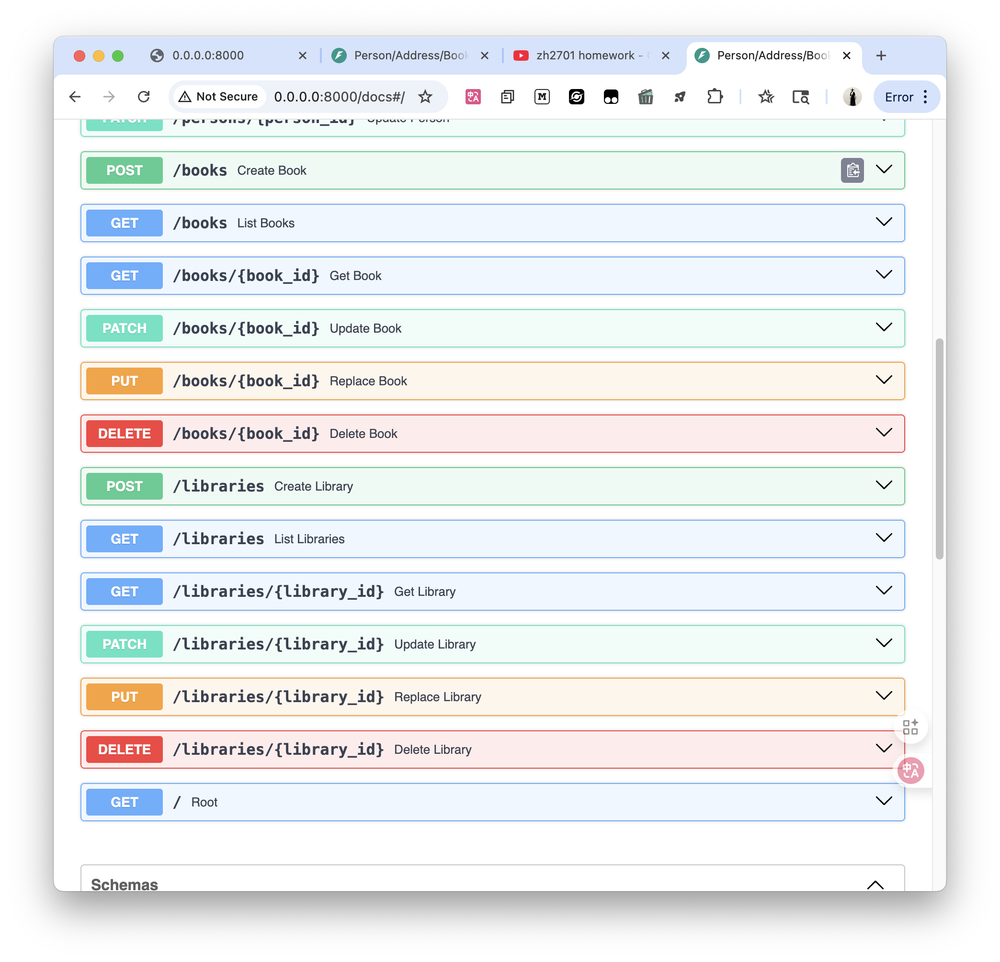 0.0.0.0:8000
Person/Address/Book
zh2701 homework -
Person/Address/Book
Not Secure
0.0.0.0:8000/docs#/
Error
PATCH /persons/{person_id} Update Person
POST /books Create Book
GET /books List Books
GET /books/{book_id} Get Book
PATCH /books/{book_id} Update Book
PUT /books/{book_id} Replace Book
DELETE /books/{book_id} Delete Book
POST /libraries Create Library
GET /libraries List Libraries
GET /libraries/{library_id} Get Library
PATCH /libraries/{library_id} Update Library
PUT /libraries/{library_id} Replace Library
DELETE /libraries/{library_id} Delete Library
GET / Root
Schemas